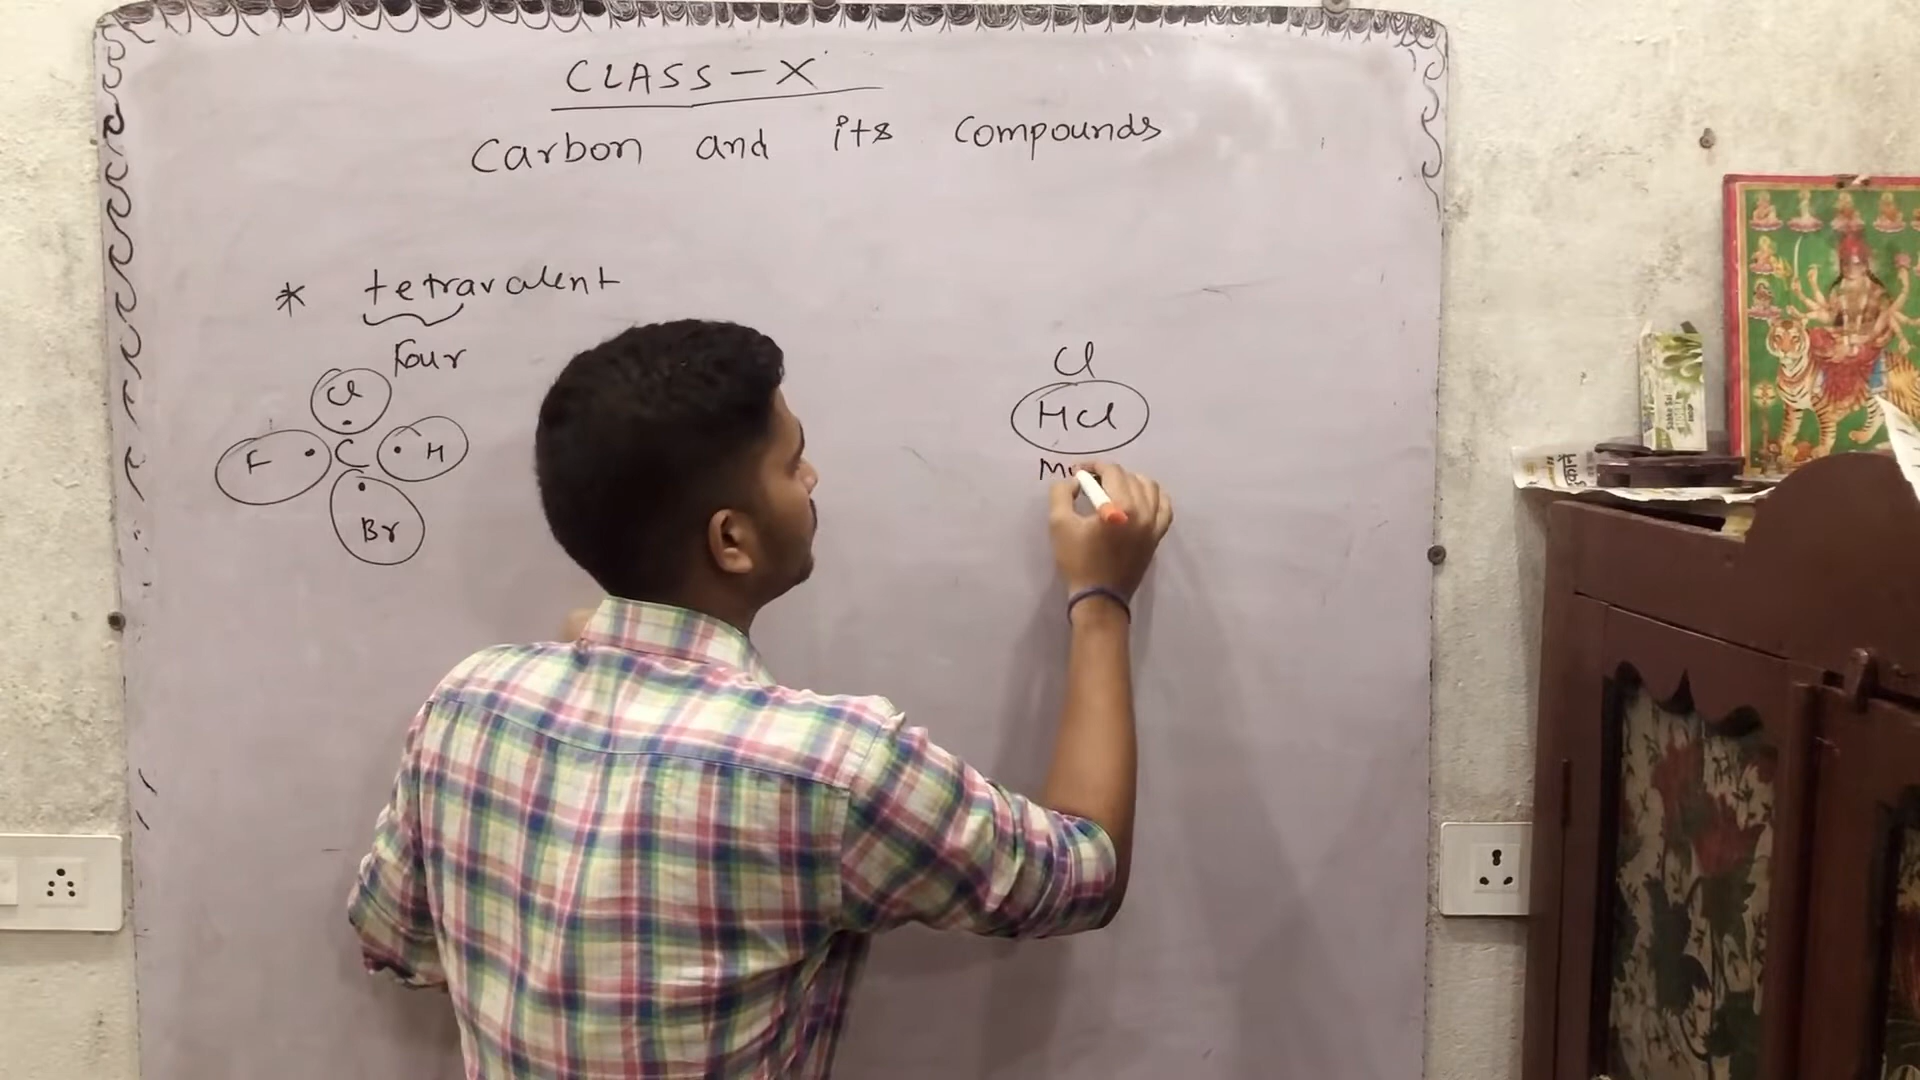 CLASS - X
Carbon and its compounds
* tetravalent
Four
Cl
F C H
Br
Cl
HCl